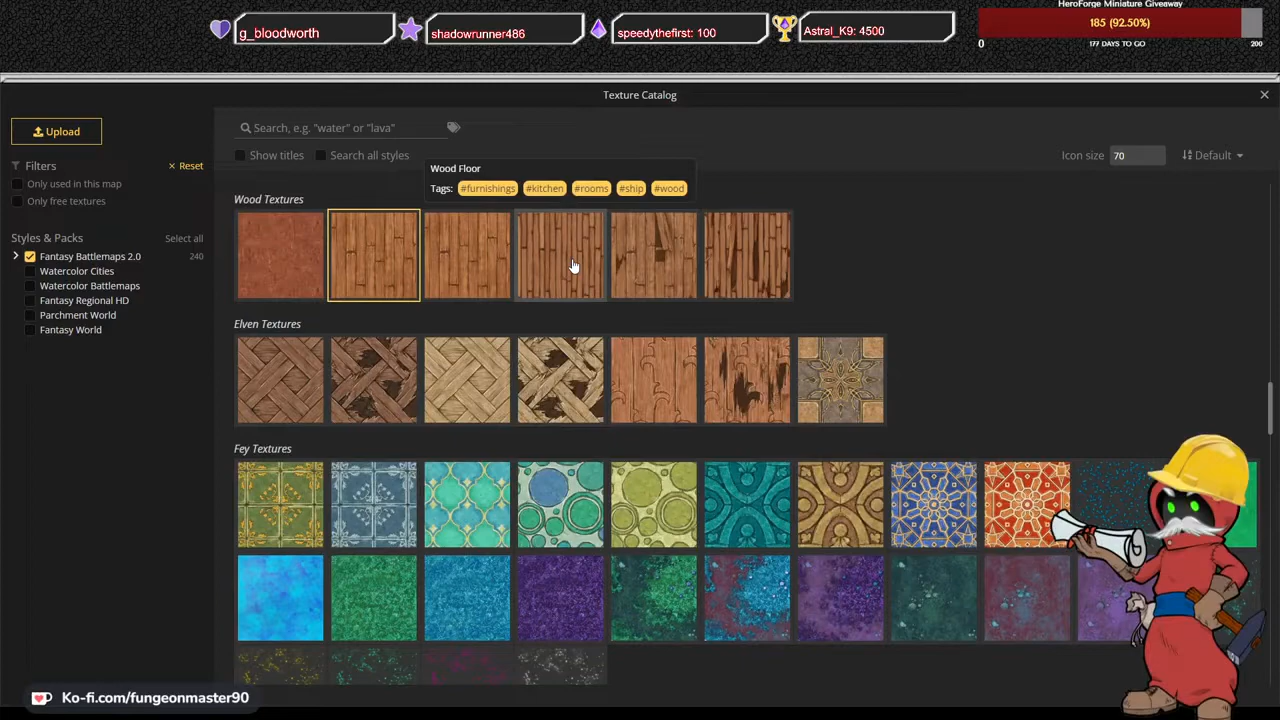 HeroForge Miniature Giveaway
g_bloodworth
shadowrunner486
speedythefirst: 100
Astral_K9: 4500
185 (92.50%)
0
177 DAYS TO GO
200
Texture Catalog
Upload
Search, e.g. "water" or "lava"
Show titles
Search all styles
Icon size
70
Default
Filters
Reset
Only used in this map
Only free textures
Styles & Packs
Select all
Fantasy Battlemaps 2.0
240
Watercolor Cities
Watercolor Battlemaps
Fantasy Regional HD
Parchment World
Fantasy World
Wood Floor
Tags: #furnishings #kitchen #rooms #ship #wood
Wood Textures
Elven Textures
Fey Textures
Ko-fi.com/fungeonmaster90